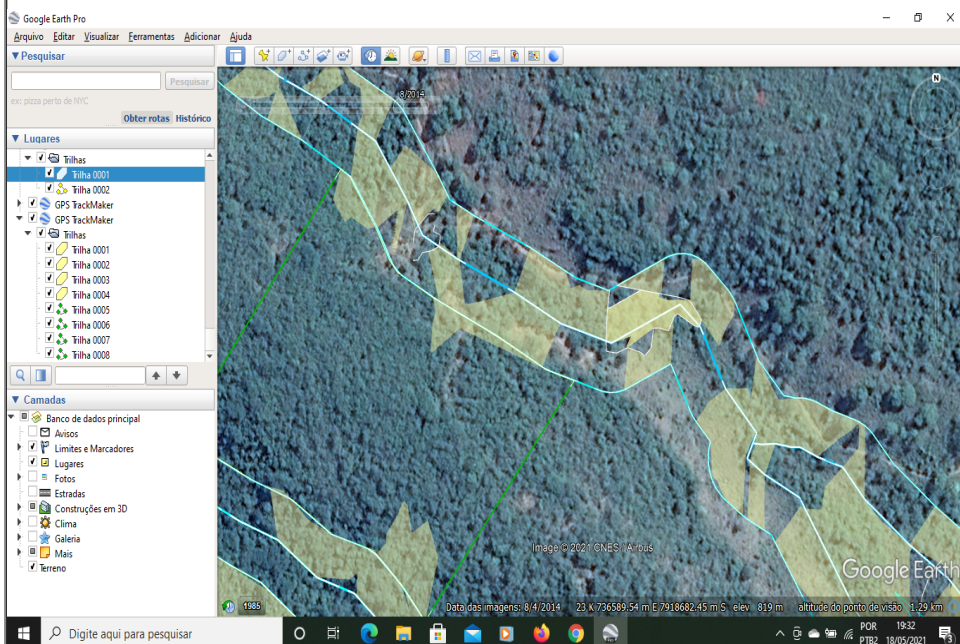 Google Earth Pro
Arquivo Editar Visualizar Ferramentas Adicionar Ajuda
Pesquisar
Pesquisar
ex: pizza perto de NYC
Obter rotas Histórico
Lugares
Trilhas
Trilha 0001
Trilha 0002
GPS TrackMaker
GPS TrackMaker
Trilhas
Trilha 0001
Trilha 0002
Trilha 0003
Trilha 0004
Trilha 0005
Trilha 0006
Trilha 0007
Trilha 0008
Camadas
Banco de dados principal
Avisos
Limites e Marcadores
Lugares
Fotos
Estradas
Construções em 3D
Clima
Galeria
Mais
Terreno
8/2014
N
Image © 2021 CNES / Airbus
Google Earth
1985
Data das imagens: 8/4/2014 23 K 736589.54 m E 7918682.45 m S elev 819 m altitude do ponto de visão 1.29 km
Digite aqui para pesquisar
POR
PTB2
19:32
18/05/2021
3